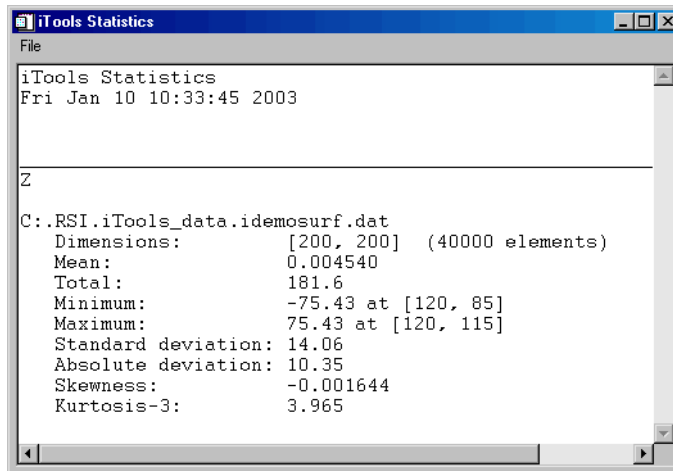 iTools Statistics
File
iTools Statistics
Fri Jan 10 10:33:45 2003
Z
C:.RSI.iTools_data.idemosurf.dat
Dimensions: [200, 200] (40000 elements)
Mean: 0.004540
Total: 181.6
Minimum: -75.43 at [120, 85]
Maximum: 75.43 at [120, 115]
Standard deviation: 14.06
Absolute deviation: 10.35
Skewness: -0.001644
Kurtosis-3: 3.965